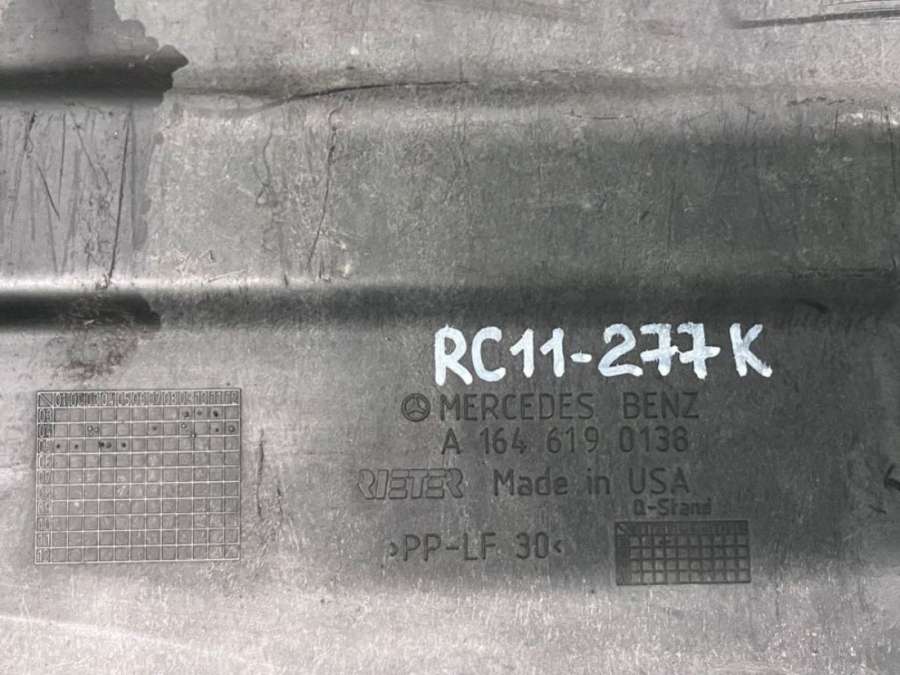 RC11-277K
MERCEDES BENZ
A 164 619 0138
RIETER Made in USA
Q-Stand
>PP-LF 30<